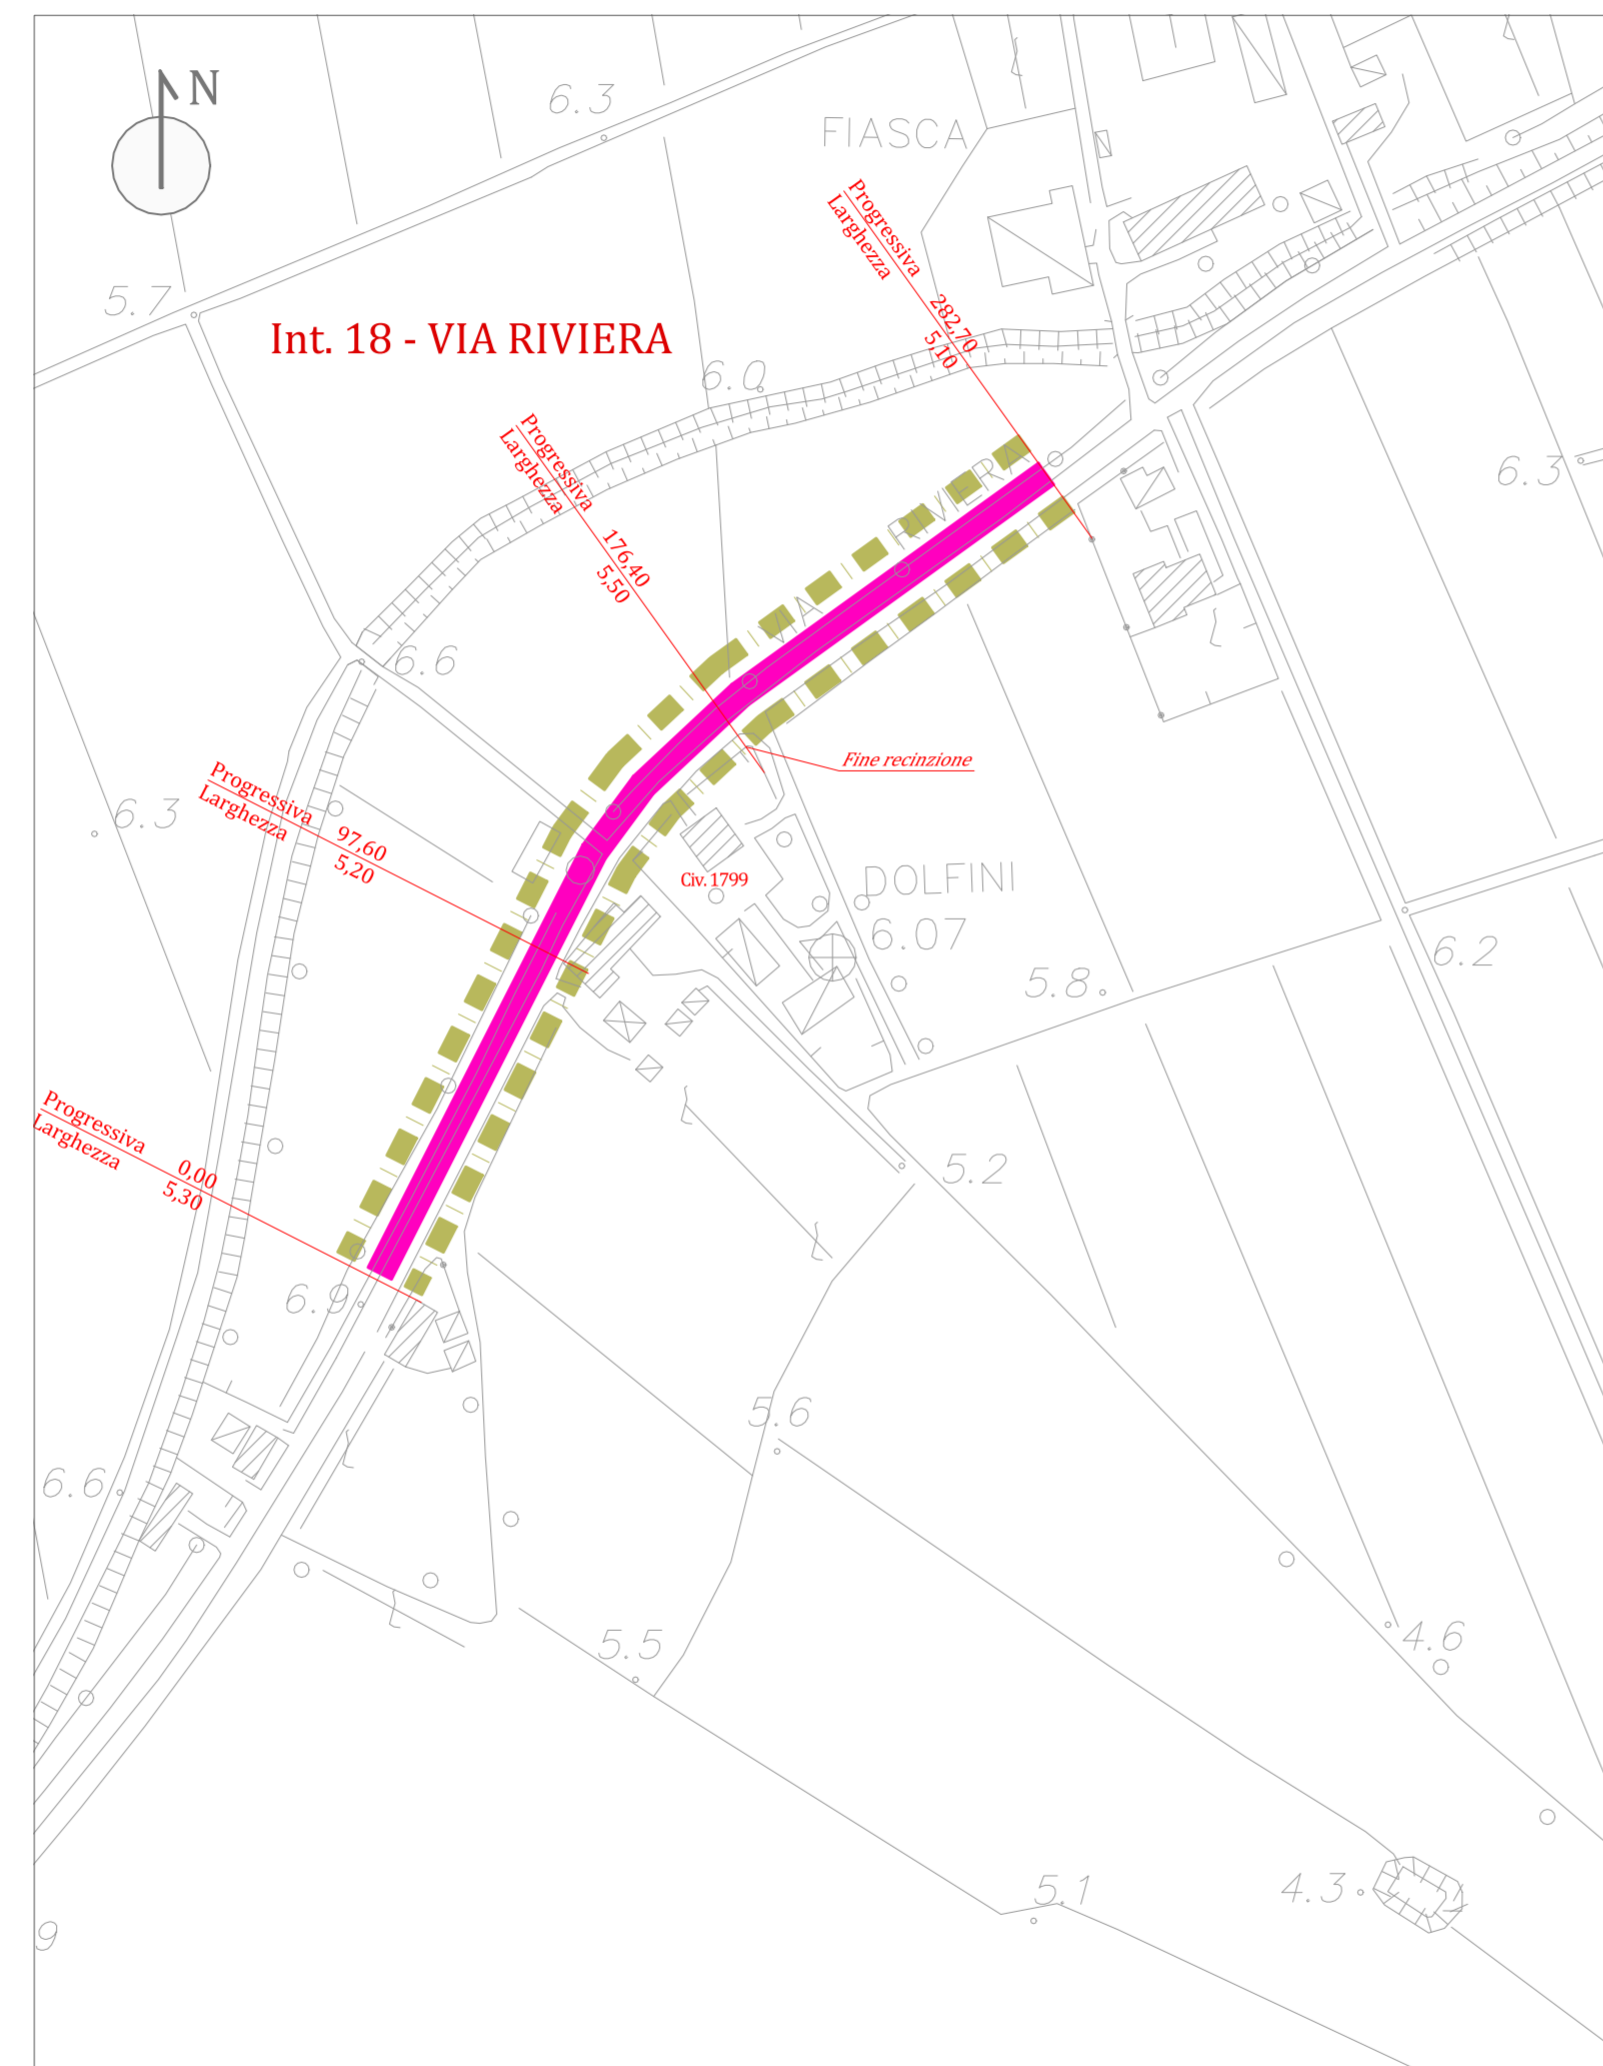 N
6.3
FIASCA
Progressiva 282,70
Larghezza 5,10
5.7
Int. 18 - VIA RIVIERA
6.0
Progressiva 176,40
Larghezza 5,50
VIA RIVIERA
6.3
6.6
Fine recinzione
Progressiva 97,60
Larghezza 5,20
6.3
Civ. 1799
DOLFINI
6.07
6.2
5.8
Progressiva 0,00
Larghezza 5,30
5.2
6.9
5.6
6.6
5.5
4.6
5.1
4.3
9